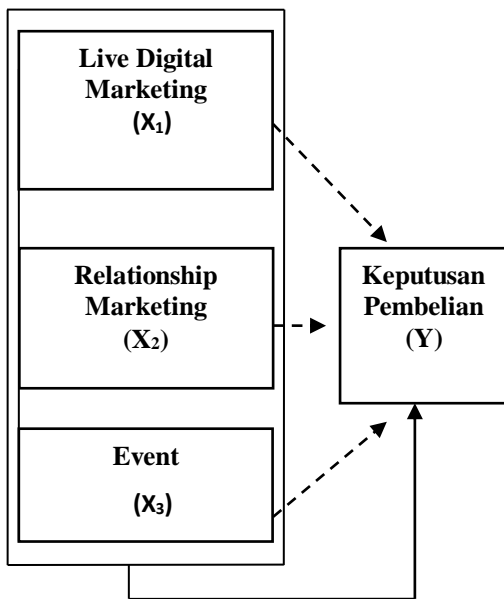 Live Digital
Marketing
(X₁)
Relationship
Marketing
(X₂)
Keputusan
Pembelian
(Y)
Event
(X₃)